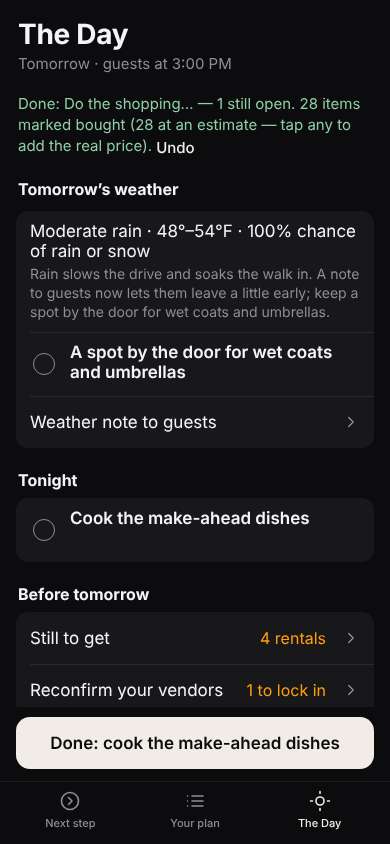 The Day
Tomorrow · guests at 3:00 PM
Done: Do the shopping... — 1 still open. 28 items
marked bought (28 at an estimate — tap any to
add the real price). Undo
Tomorrow’s weather
Moderate rain · 48°–54°F · 100% chance
of rain or snow
Rain slows the drive and soaks the walk in. A note
to guests now lets them leave a little early; keep a
spot by the door for wet coats and umbrellas.
A spot by the door for wet coats
and umbrellas
Weather note to guests
Tonight
Cook the make-ahead dishes
Before tomorrow
Still to get 4 rentals
Reconfirm your vendors 1 to lock in
Done: cook the make-ahead dishes
Next step Your plan The Day